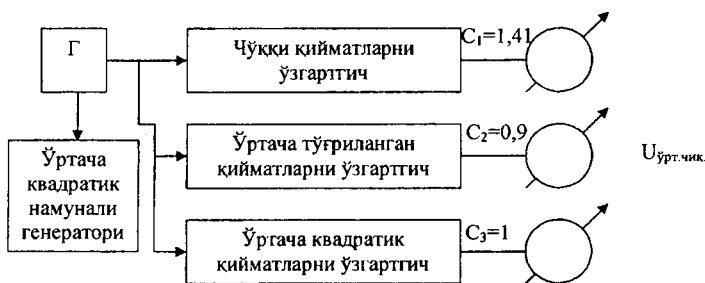 Г
Чўққи қийматларни
ўзгартгич
C₁=1,41
Ўртача
квадратик
намунали
генератори
Ўртача тўғриланган
қийматларни ўзгартгич
C₂=0,9
Uўрт.чик.
Ўртача квадратик
қийматларни ўзгартгич
C₃=1